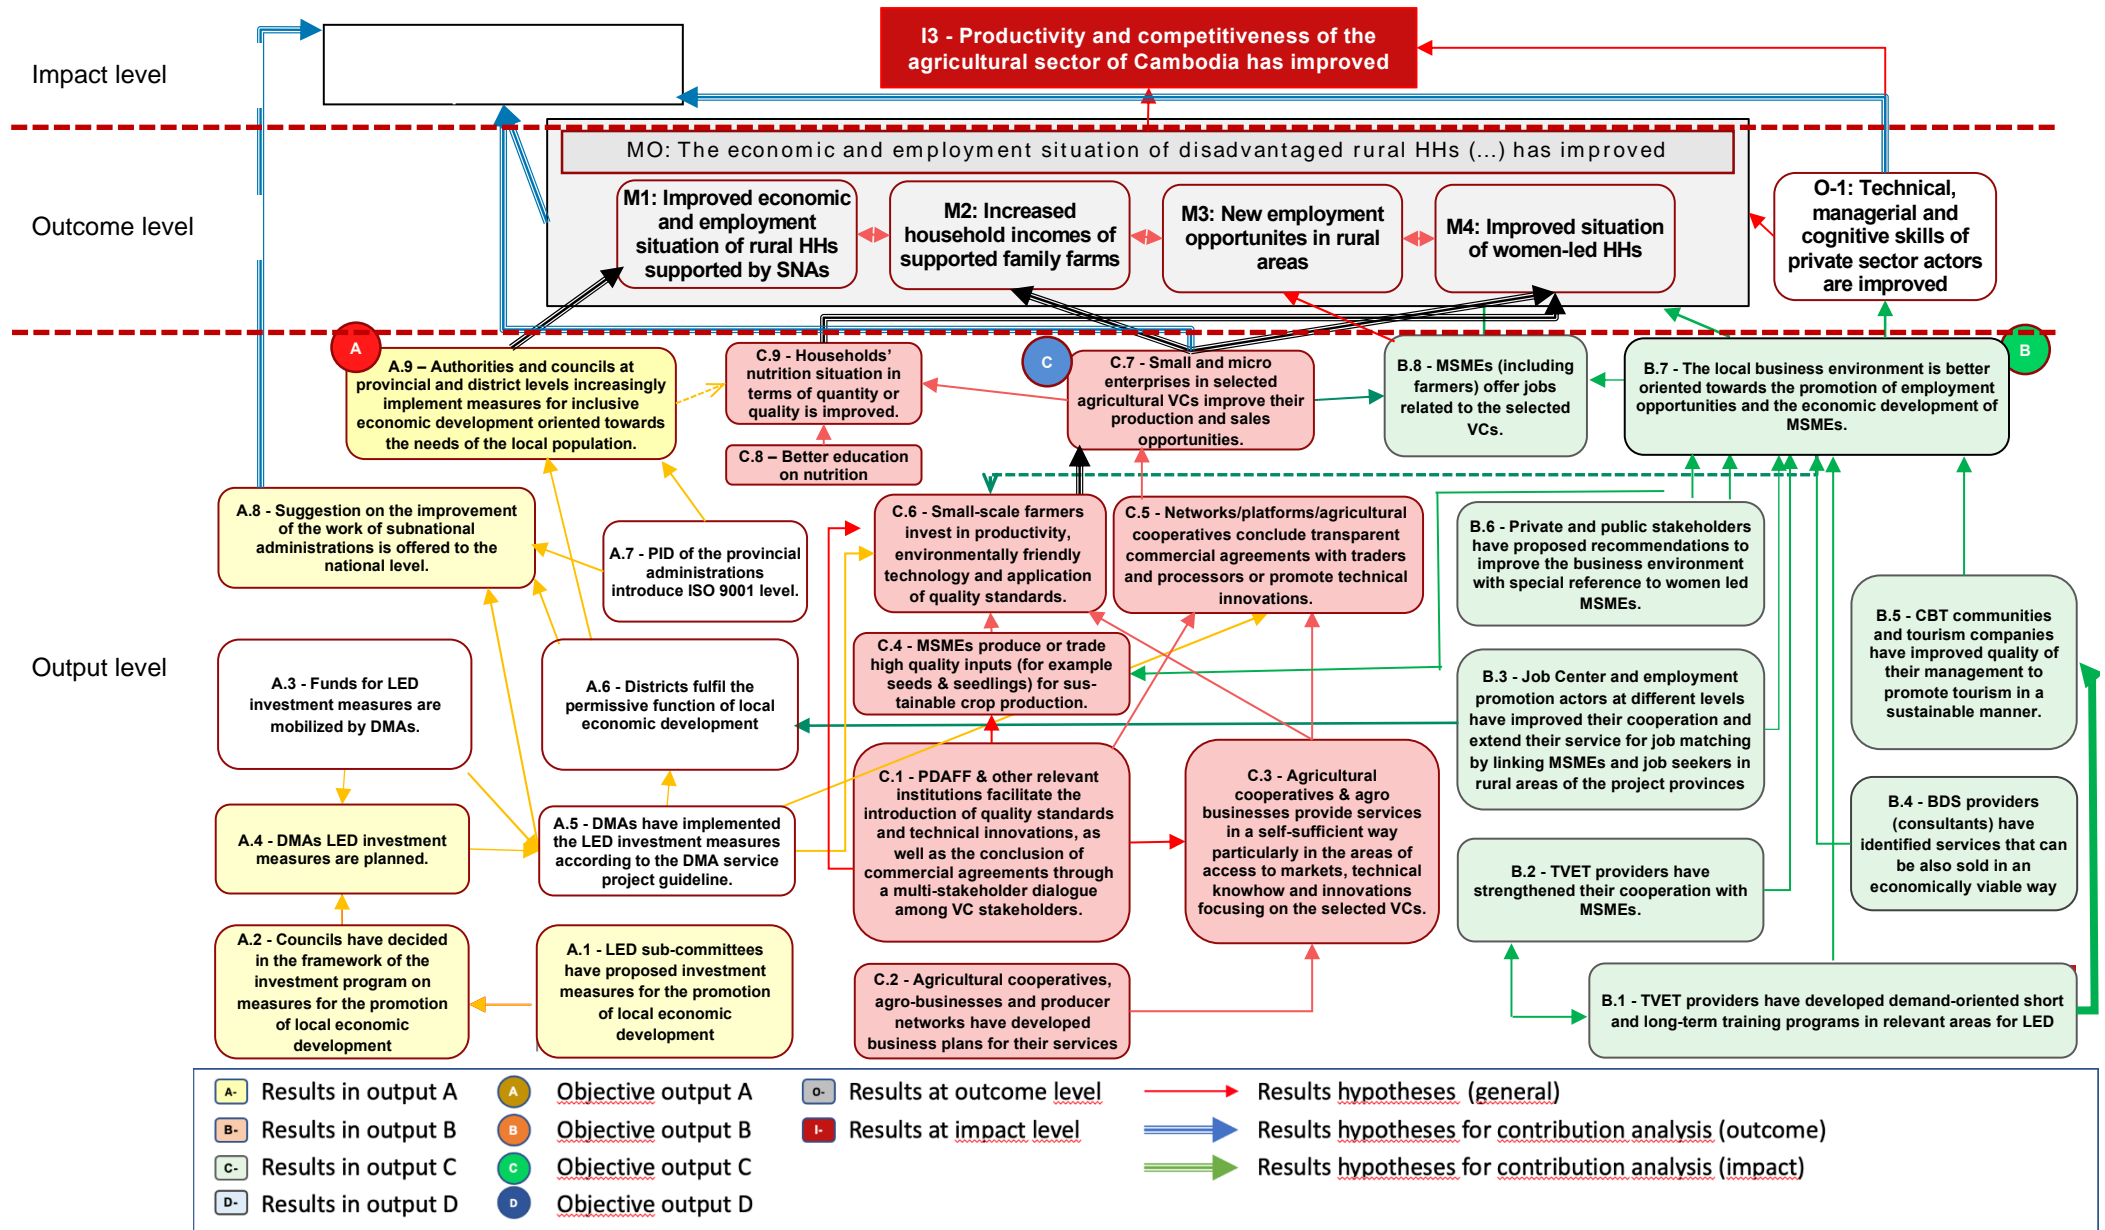 Impact level
I3 - Productivity and competitiveness of the
agricultural sector of Cambodia has improved
Outcome level
MO: The economic and employment situation of disadvantaged rural HHs (...) has improved
M1: Improved economic
and employment
situation of rural HHs
supported by SNAs
M2: Increased
household incomes of
supported family farms
M3: New employment
opportunites in rural
areas
M4: Improved situation
of women-led HHs
O-1: Technical,
managerial and
cognitive skills of
private sector actors
are improved
Output level
A
A.9 – Authorities and councils at
provincial and district levels increasingly
implement measures for inclusive
economic development oriented towards
the needs of the local population.
C.9 - Households’
nutrition situation in
terms of quantity or
quality is improved.
C.8 – Better education
on nutrition
C
C.7 - Small and micro
enterprises in selected
agricultural VCs improve their
production and sales
opportunities.
B.8 - MSMEs (including
farmers) offer jobs
related to the selected
VCs.
B
B.7 - The local business environment is better
oriented towards the promotion of employment
opportunities and the economic development of
MSMEs.
A.8 - Suggestion on the improvement
of the work of subnational
administrations is offered to the
national level.
A.7 - PID of the provincial
administrations
introduce ISO 9001 level.
C.6 - Small-scale farmers
invest in productivity,
environmentally friendly
technology and application
of quality standards.
C.5 - Networks/platforms/agricultural
cooperatives conclude transparent
commercial agreements with traders
and processors or promote technical
innovations.
B.6 - Private and public stakeholders
have proposed recommendations to
improve the business environment
with special reference to women led
MSMEs.
B.5 - CBT communities
and tourism companies
have improved quality of
their management to
promote tourism in a
sustainable manner.
A.3 - Funds for LED
investment measures are
mobilized by DMAs.
A.6 - Districts fulfil the
permissive function of local
economic development
C.4 - MSMEs produce or trade
high quality inputs (for example
seeds & seedlings) for sus-
tainable crop production.
B.3 - Job Center and employment
promotion actors at different levels
have improved their cooperation and
extend their service for job matching
by linking MSMEs and job seekers in
rural areas of the project provinces
A.4 - DMAs LED investment
measures are planned.
A.5 - DMAs have implemented
the LED investment measures
according to the DMA service
project guideline.
C.1 - PDAFF & other relevant
institutions facilitate the
introduction of quality standards
and technical innovations, as
well as the conclusion of
commercial agreements through
a multi-stakeholder dialogue
among VC stakeholders.
C.3 - Agricultural
cooperatives & agro
businesses provide services
in a self-sufficient way
particularly in the areas of
access to markets, technical
knowhow and innovations
focusing on the selected VCs.
B.4 - BDS providers
(consultants) have
identified services that can
be also sold in an
economically viable way
B.2 - TVET providers have
strengthened their cooperation with
MSMEs.
A.2 - Councils have decided
in the framework of the
investment program on
measures for the promotion
of local economic
development
A.1 - LED sub-committees
have proposed investment
measures for the promotion
of local economic
development
C.2 - Agricultural cooperatives,
agro-businesses and producer
networks have developed
business plans for their services
B.1 - TVET providers have developed demand-oriented short
and long-term training programs in relevant areas for LED
A- Results in output A
B- Results in output B
C- Results in output C
D- Results in output D
A Objective output A
B Objective output B
C Objective output C
D Objective output D
O- Results at outcome level
I- Results at impact level
Results hypotheses (general)
Results hypotheses for contribution analysis (outcome)
Results hypotheses for contribution analysis (impact)